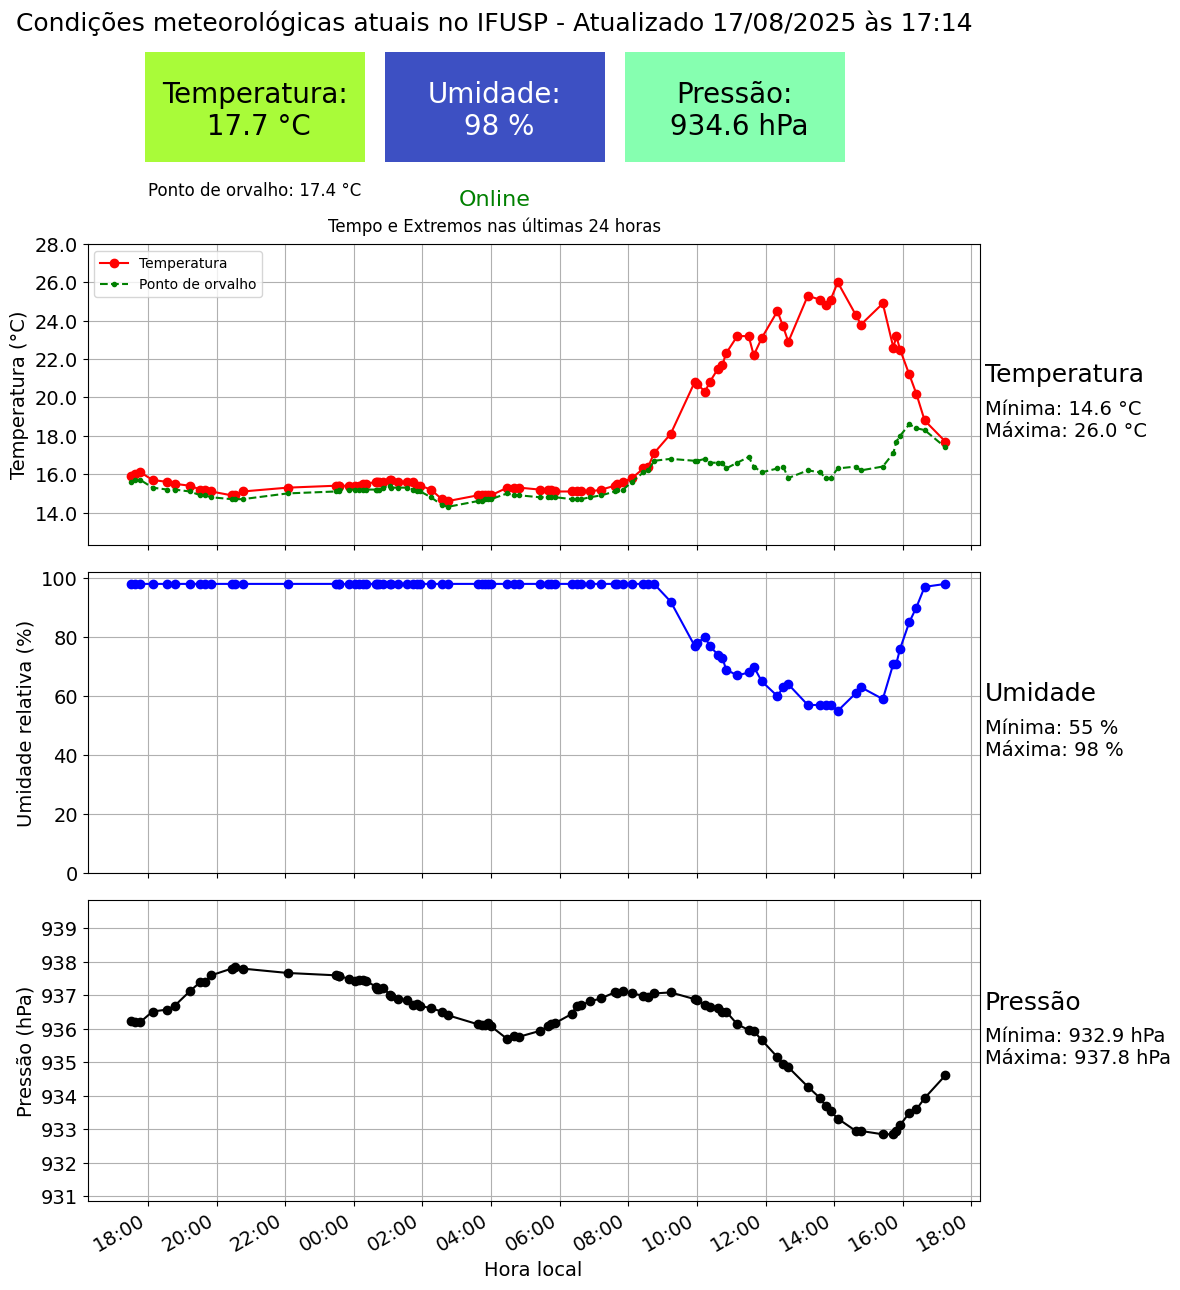 Condições meteorológicas atuais no IFUSP - Atualizado 17/08/2025 às 17:14
Temperatura:
17.7 °C
Umidade:
98 %
Pressão:
934.6 hPa
Ponto de orvalho: 17.4 °C
Online
Tempo e Extremos nas últimas 24 horas
Temperatura (°C)
28.0
26.0
24.0
22.0
20.0
18.0
16.0
14.0
Temperatura
Ponto de orvalho
Temperatura
Mínima: 14.6 °C
Máxima: 26.0 °C
Umidade relativa (%)
100
80
60
40
20
0
Umidade
Mínima: 55 %
Máxima: 98 %
Pressão (hPa)
939
938
937
936
935
934
933
932
931
Pressão
Mínima: 932.9 hPa
Máxima: 937.8 hPa
18:00
20:00
22:00
00:00
02:00
04:00
06:00
08:00
10:00
12:00
14:00
16:00
18:00
Hora local